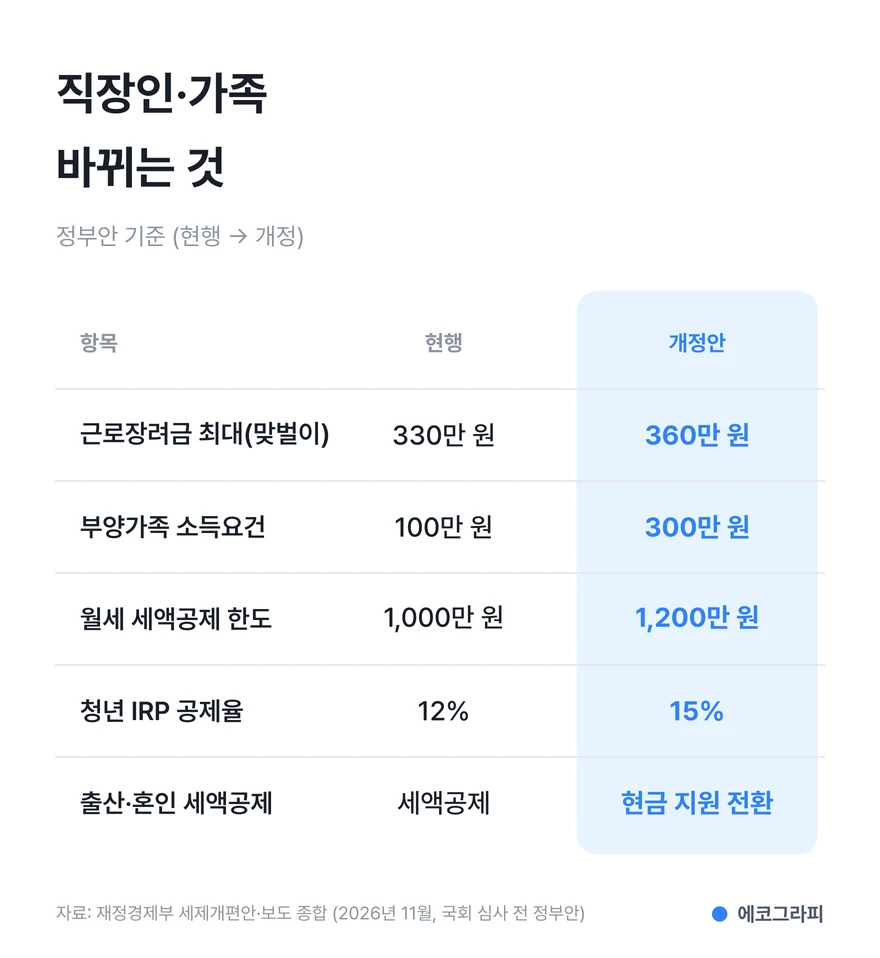 직장인·가족
바뀌는 것
정부안 기준 (현행 → 개정)
항목 현행 개정안
근로장려금 최대(맞벌이) 330만 원 360만 원
부양가족 소득요건 100만 원 300만 원
월세 세액공제 한도 1,000만 원 1,200만 원
청년 IRP 공제율 12% 15%
출산·혼인 세액공제 세액공제 현금 지원 전환
자료: 재정경제부 세제개편안·보도 종합 (2026년 11월, 국회 심사 전 정부안)
에코그라피